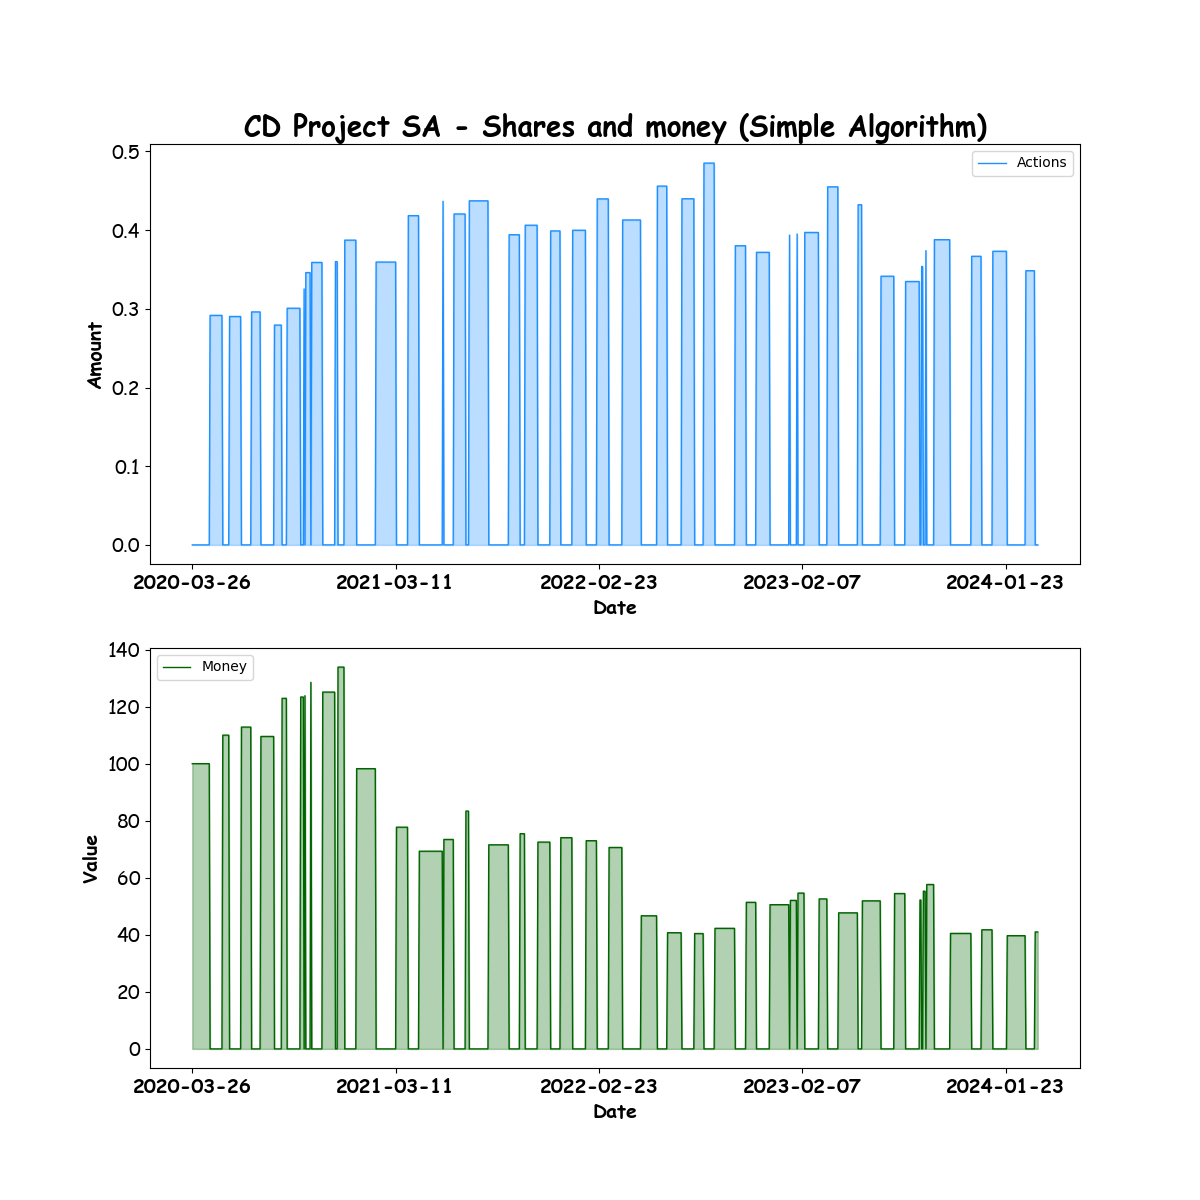 CD Project SA - Shares and money (Simple Algorithm)
Actions
0.5
0.4
0.3
0.2
0.1
0.0
Amount
2020-03-26 2021-03-11 2022-02-23 2023-02-07 2024-01-23
Date
Money
140
120
100
80
60
40
20
0
Value
2020-03-26 2021-03-11 2022-02-23 2023-02-07 2024-01-23
Date